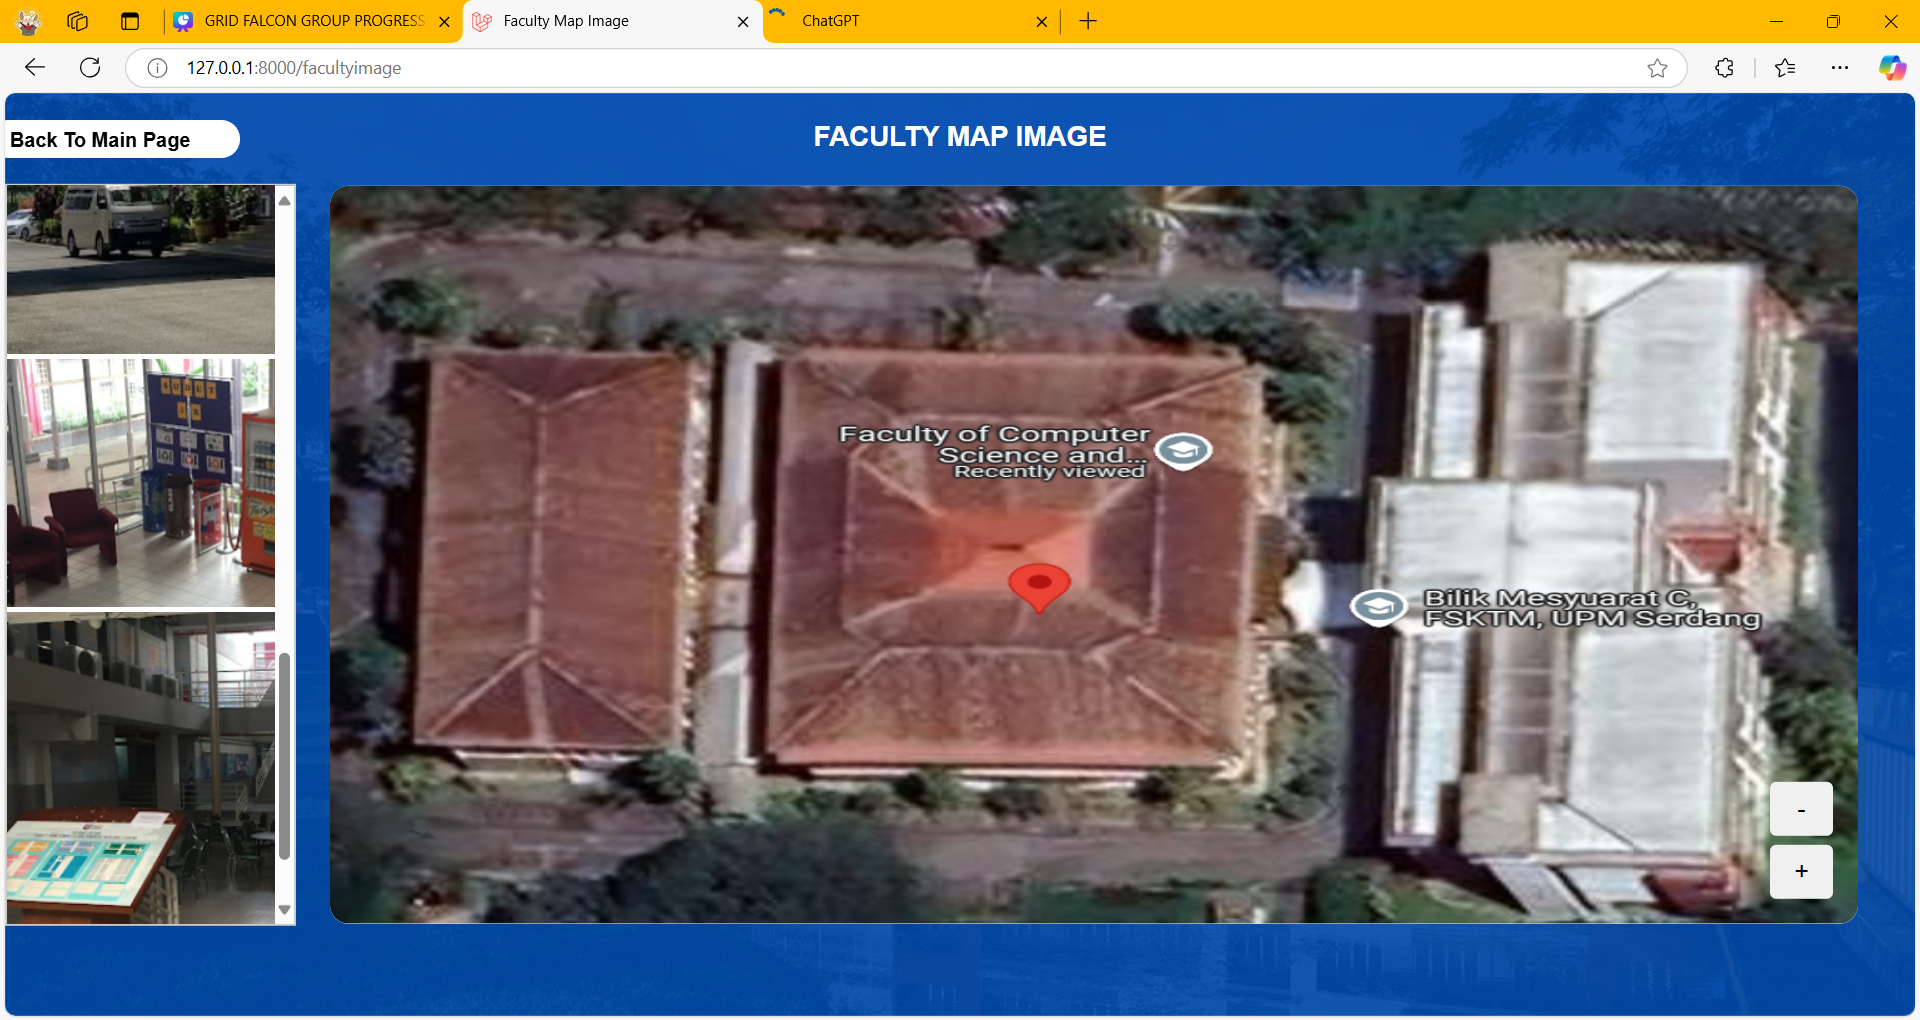 GRID FALCON GROUP PROGRESS
Faculty Map Image
ChatGPT
127.0.0.1:8000/facultyimage
Back To Main Page
FACULTY MAP IMAGE
BUDGET
Faculty of Computer
Science and...
Recently viewed
Bilik Mesyuarat C,
FSKTM, UPM Serdang
-
+